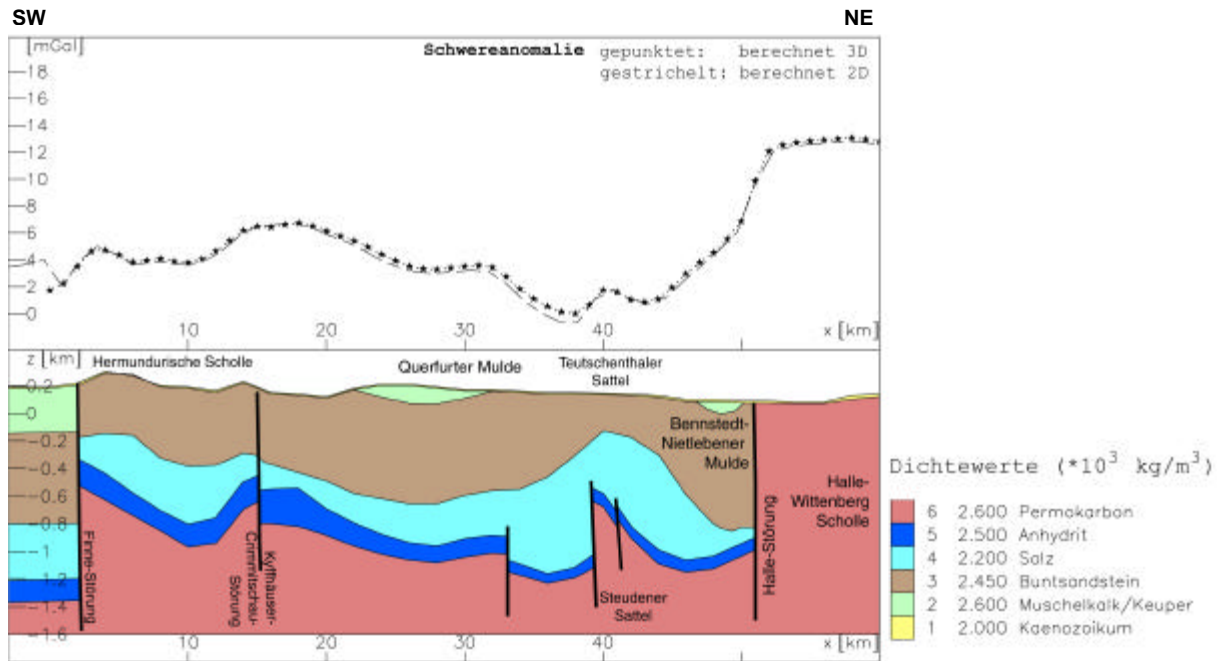 SW
NE
[mGal]
Schwereanomalie
gepunktet: berechnet 3D
gestrichelt: berechnet 2D
18
16
14
12
10
8
6
4
2
0
10
20
30
40
x [km]
z [km]
Hermundurische Scholle
Querfurter Mulde
Teutschenthaler
Sattel
0.2
0
-0.2
-0.4
-0.6
-0.8
-1
-1.2
-1.4
-1.6
Bennstedt-
Nietlebener
Mulde
Halle-
Wittenberg
Scholle
Finne-Störung
Kyffhäuser-
Crimmitschau-
Störung
Steudener
Sattel
Halle-Störung
10
20
30
40
x [km]
Dichtewerte (*10³ kg/m³)
6 2.600 Permokarbon
5 2.500 Anhydrit
4 2.200 Salz
3 2.450 Buntsandstein
2 2.600 Muschelkalk/Keuper
1 2.000 Kaenozoikum